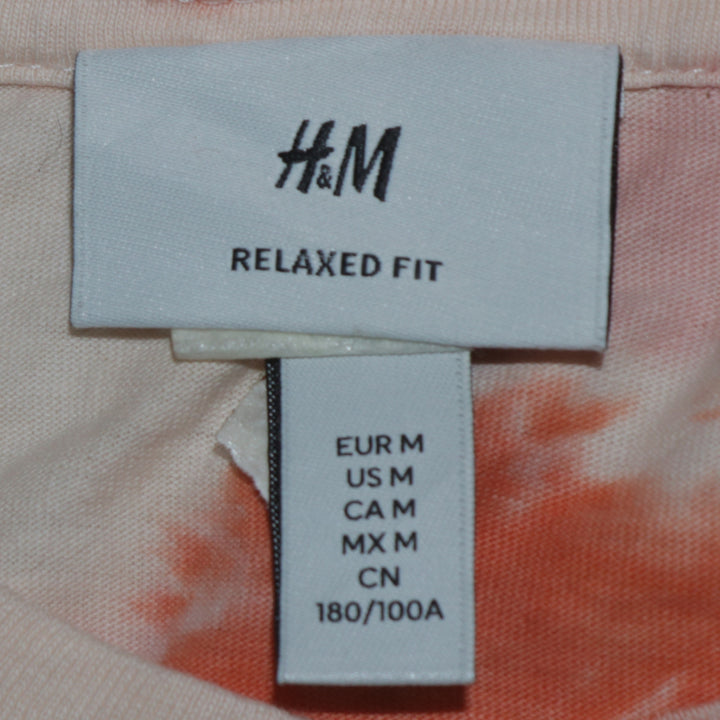 H&M
RELAXED FIT
EUR M
US M
CA M
MX M
CN
180/100A